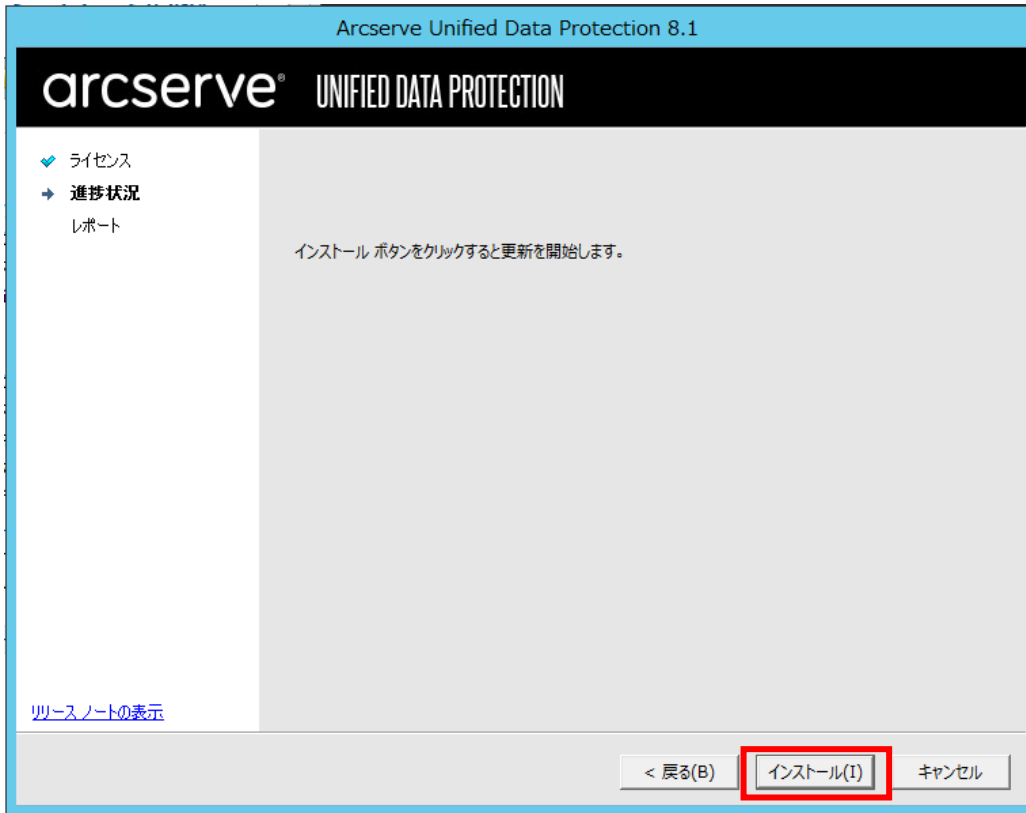 Arcserve Unified Data Protection 8.1
arcserve® UNIFIED DATA PROTECTION
ライセンス
進捗状況
レポート
インストール ボタンをクリックすると更新を開始します。
リリース ノートの表示
< 戻る(B)
インストール(I)
キャンセル